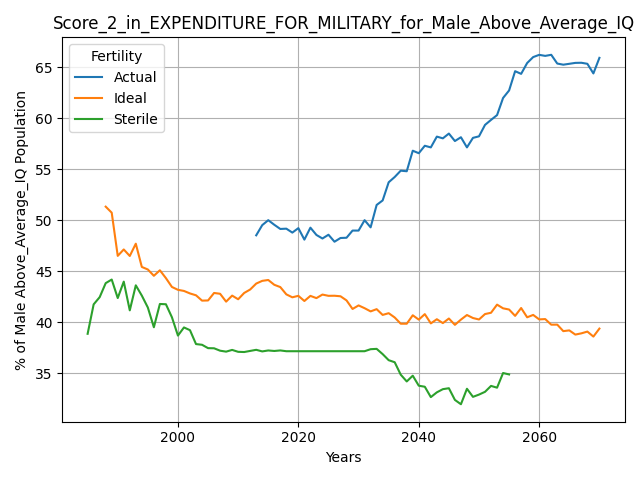 Score_2_in_EXPENDITURE_FOR_MILITARY_for_Male_Above_Average_IQ
Fertility
Actual
Ideal
Sterile
% of Male Above_Average_IQ Population
65
60
55
50
45
40
35
2000
2020
2040
2060
Years